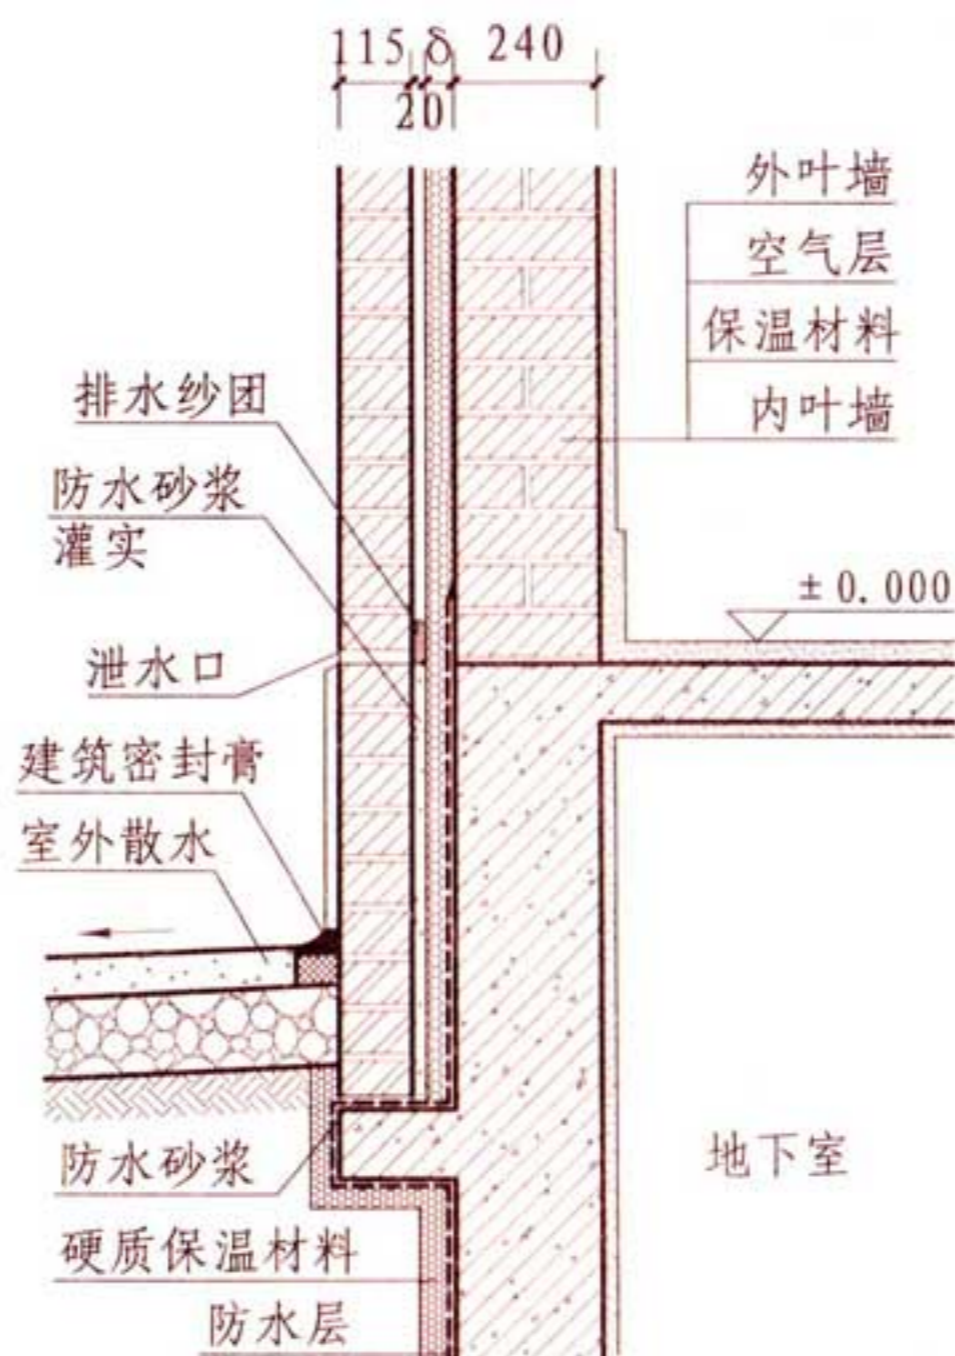 115 δ 240
20
外叶墙
空气层
保温材料
内叶墙
排水纱团
防水砂浆
灌实
±0.000
泄水口
建筑密封膏
室外散水
防水砂浆
地下室
硬质保温材料
防水层